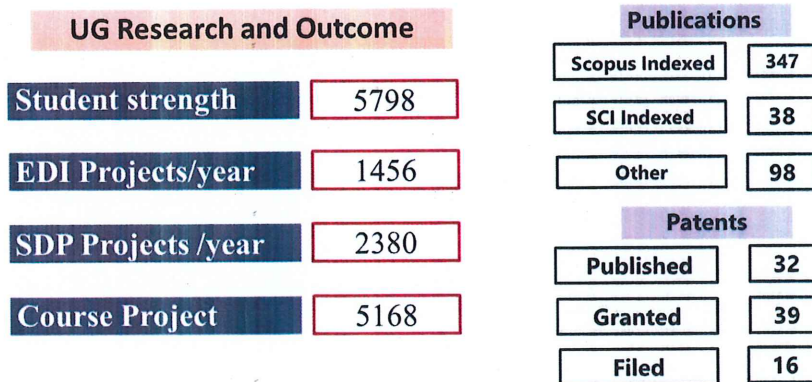 UG Research and Outcome
Student strength 5798
EDI Projects/year 1456
SDP Projects /year 2380
Course Project 5168
Publications
Scopus Indexed 347
SCI Indexed 38
Other 98
Patents
Published 32
Granted 39
Filed 16